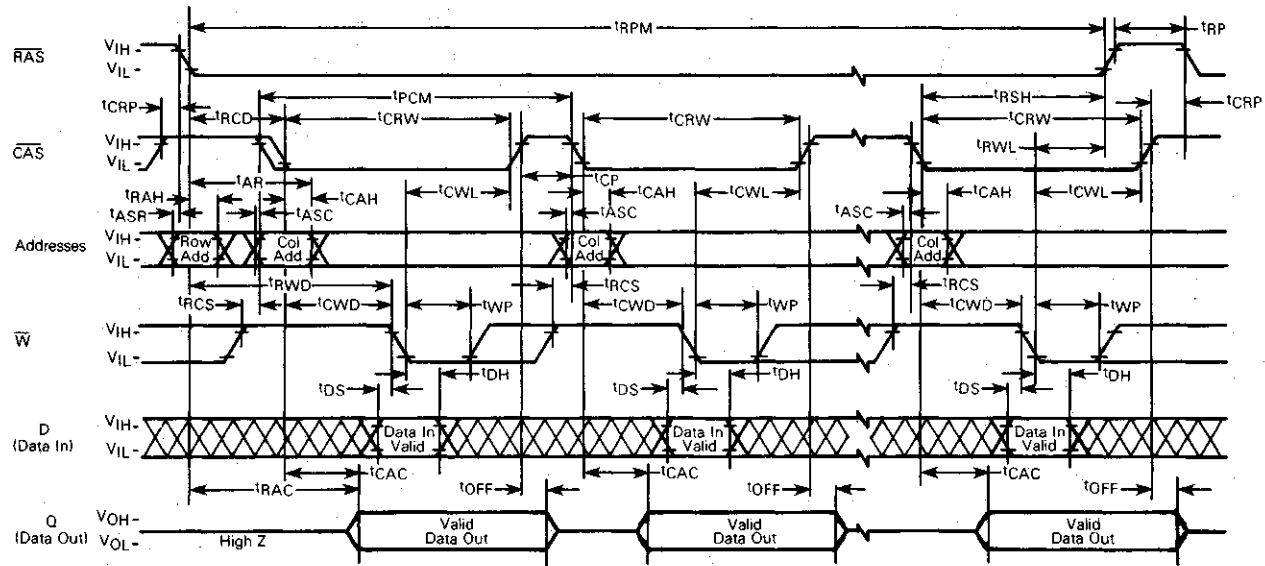 tRPM
tRP
RAS
VIH
VIL
tCRP
tRCD
tPCM
tRSH
tCRP
tCRW
tCRW
tCRW
CAS
VIH
VIL
tRWL
tAR
tCP
tRAH
tCAH
tCWL
tCAH
tCWL
tCAH
tCWL
tASR
tASC
tASC
tASC
Addresses
VIH
VIL
Row
Add
Col
Add
Col
Add
Col
Add
tRWD
tRCS
tCWD
tWP
tRCS
tCWD
tWP
tRCS
tCWD
tWP
W
VIH
VIL
tDS
tDH
tDS
tDH
tDS
tDH
D
(Data In)
VIH
VIL
Data In
Valid
Data In
Valid
Data In
Valid
tCAC
tCAC
tCAC
tRAC
tOFF
tOFF
tOFF
Q
(Data Out)
VOH
VOL
High Z
Valid
Data Out
Valid
Data Out
Valid
Data Out